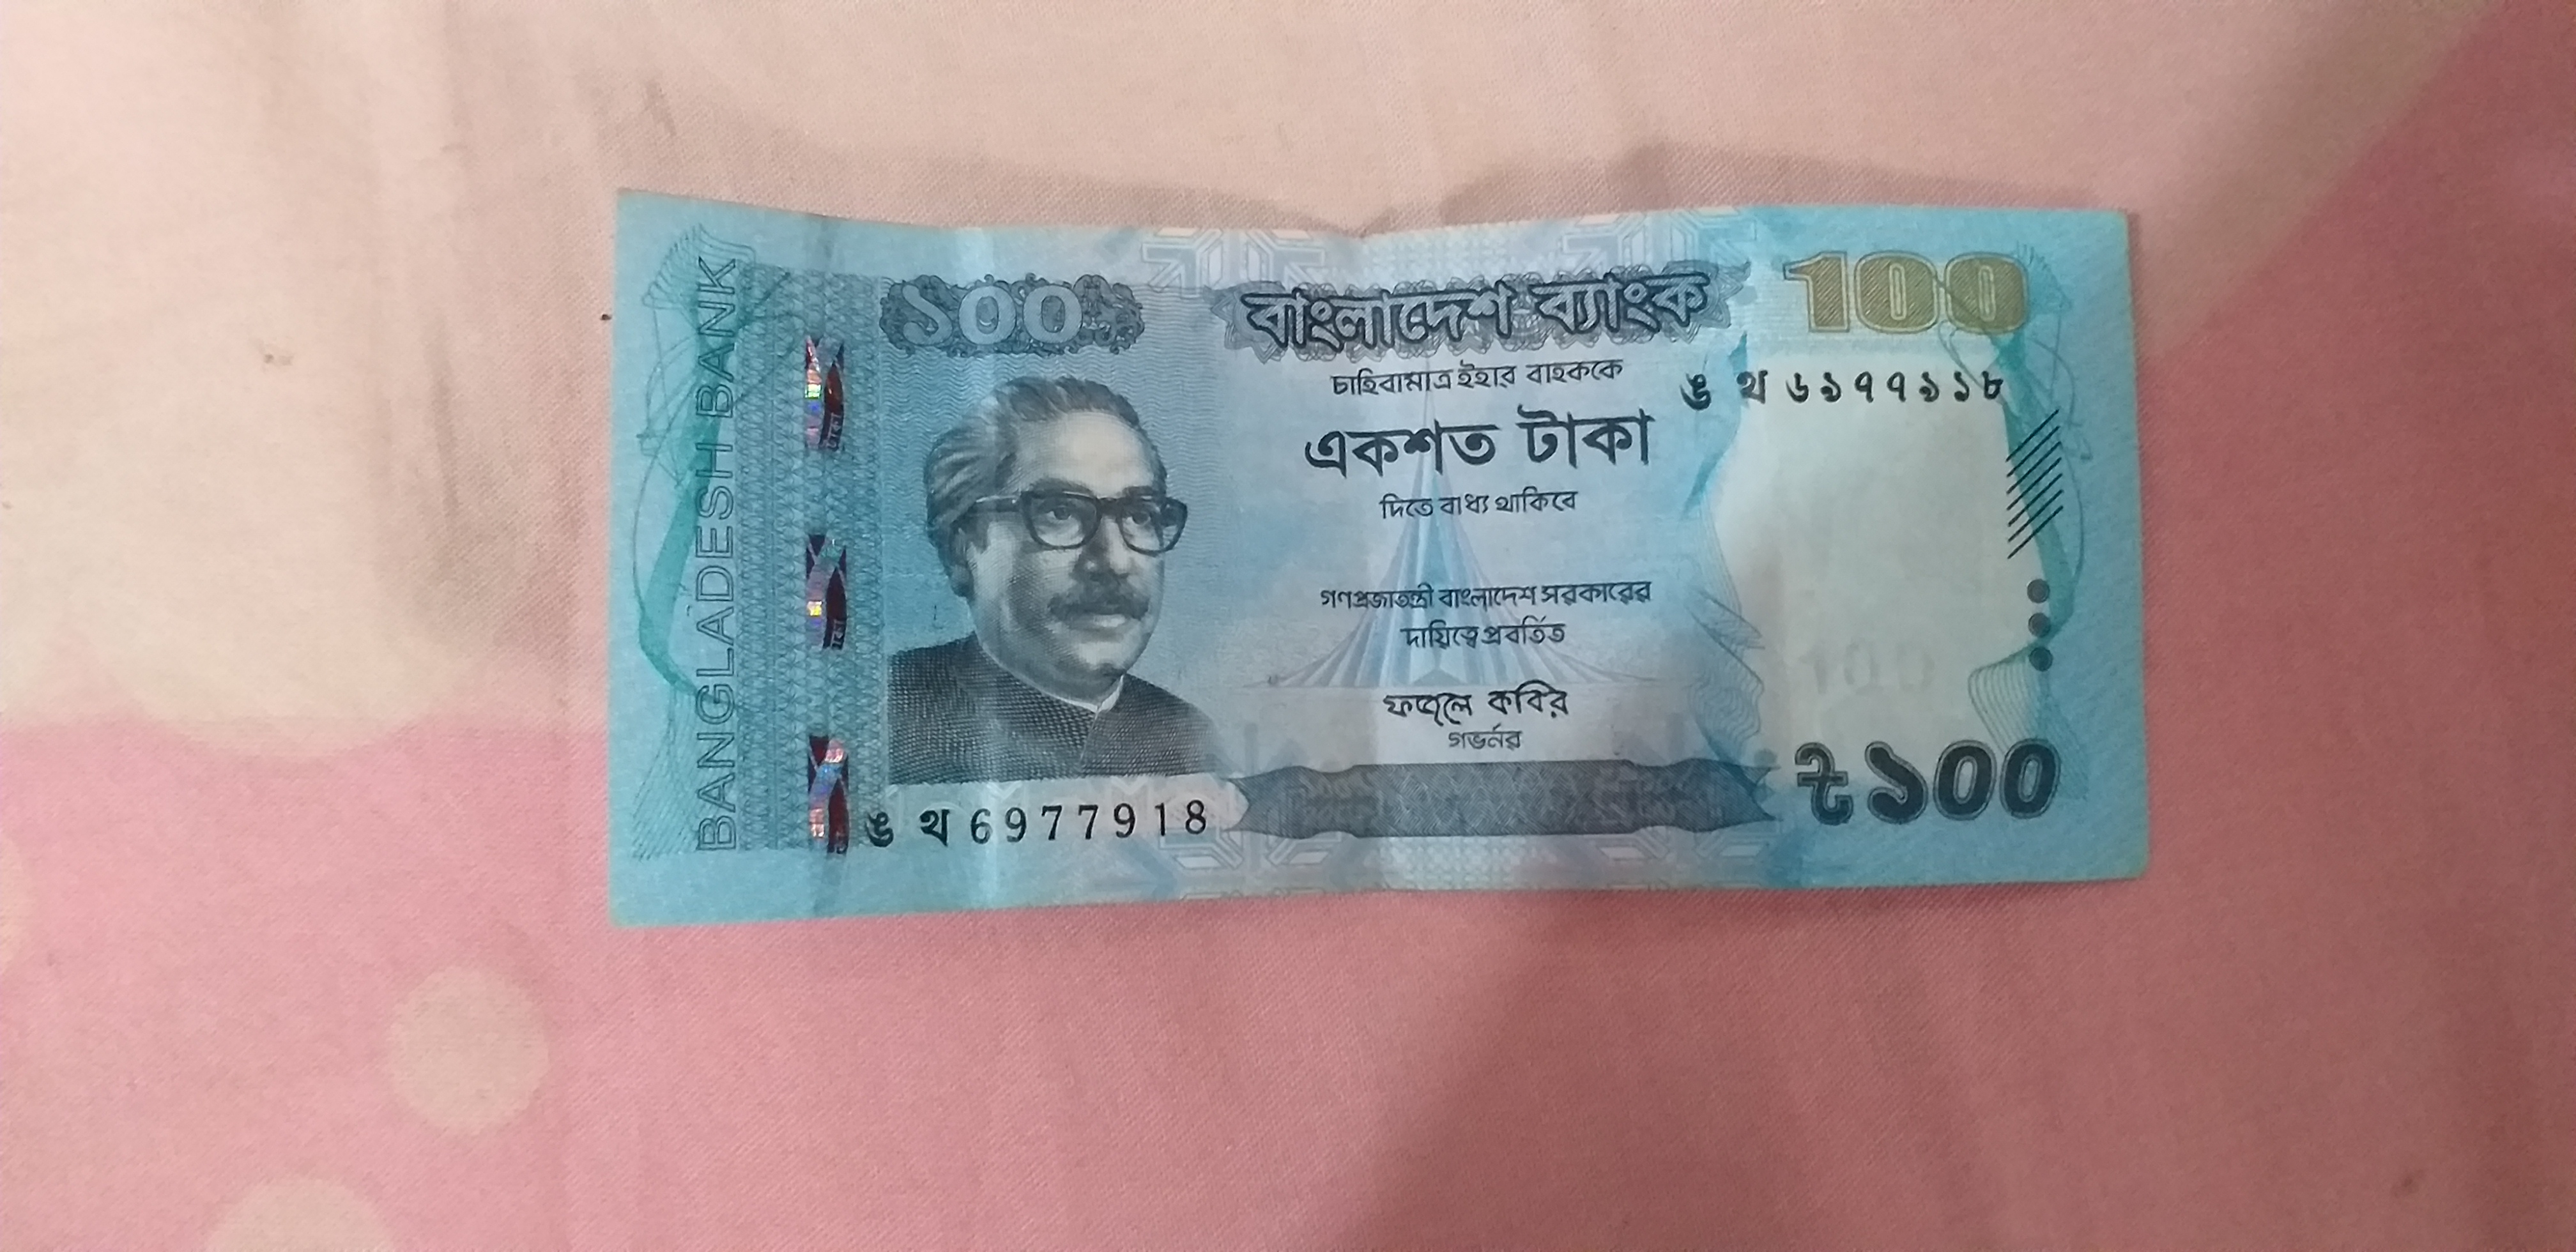 BANGLADESH BANK
১০০
বাংলাদেশ ব্যাংক
100
চাহিবামাত্র ইহার বাহককে
ঙ থ ৬৯৭৭৯১৮
একশত টাকা
দিতে বাধ্য থাকিবে
গণপ্রজাতন্ত্রী বাংলাদেশ সরকারের
দায়িত্বে প্রবর্তিত
100
ফজলে কবির
গভর্নর
৳১০০
ঙ থ 6977918